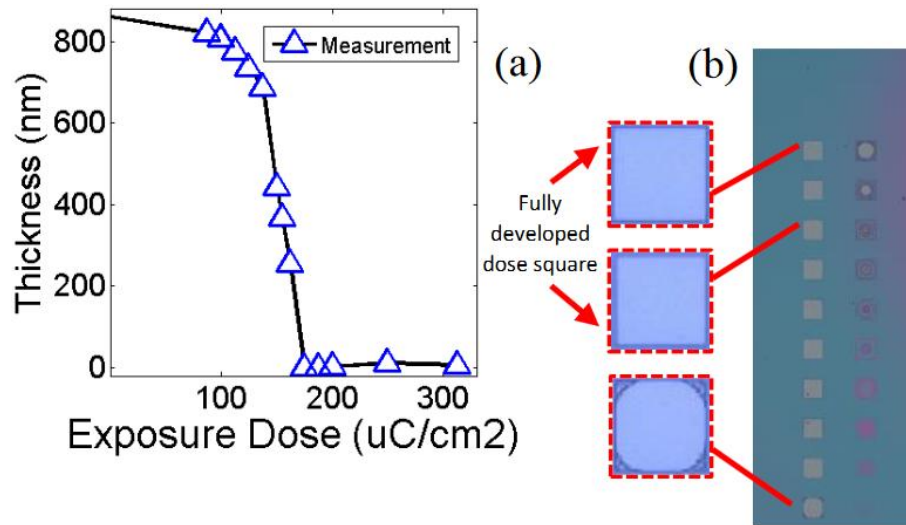 800
600
400
200
0
Thickness (nm)
Measurement
100
200
300
Exposure Dose (uC/cm2)
(a)
(b)
Fully
developed
dose square